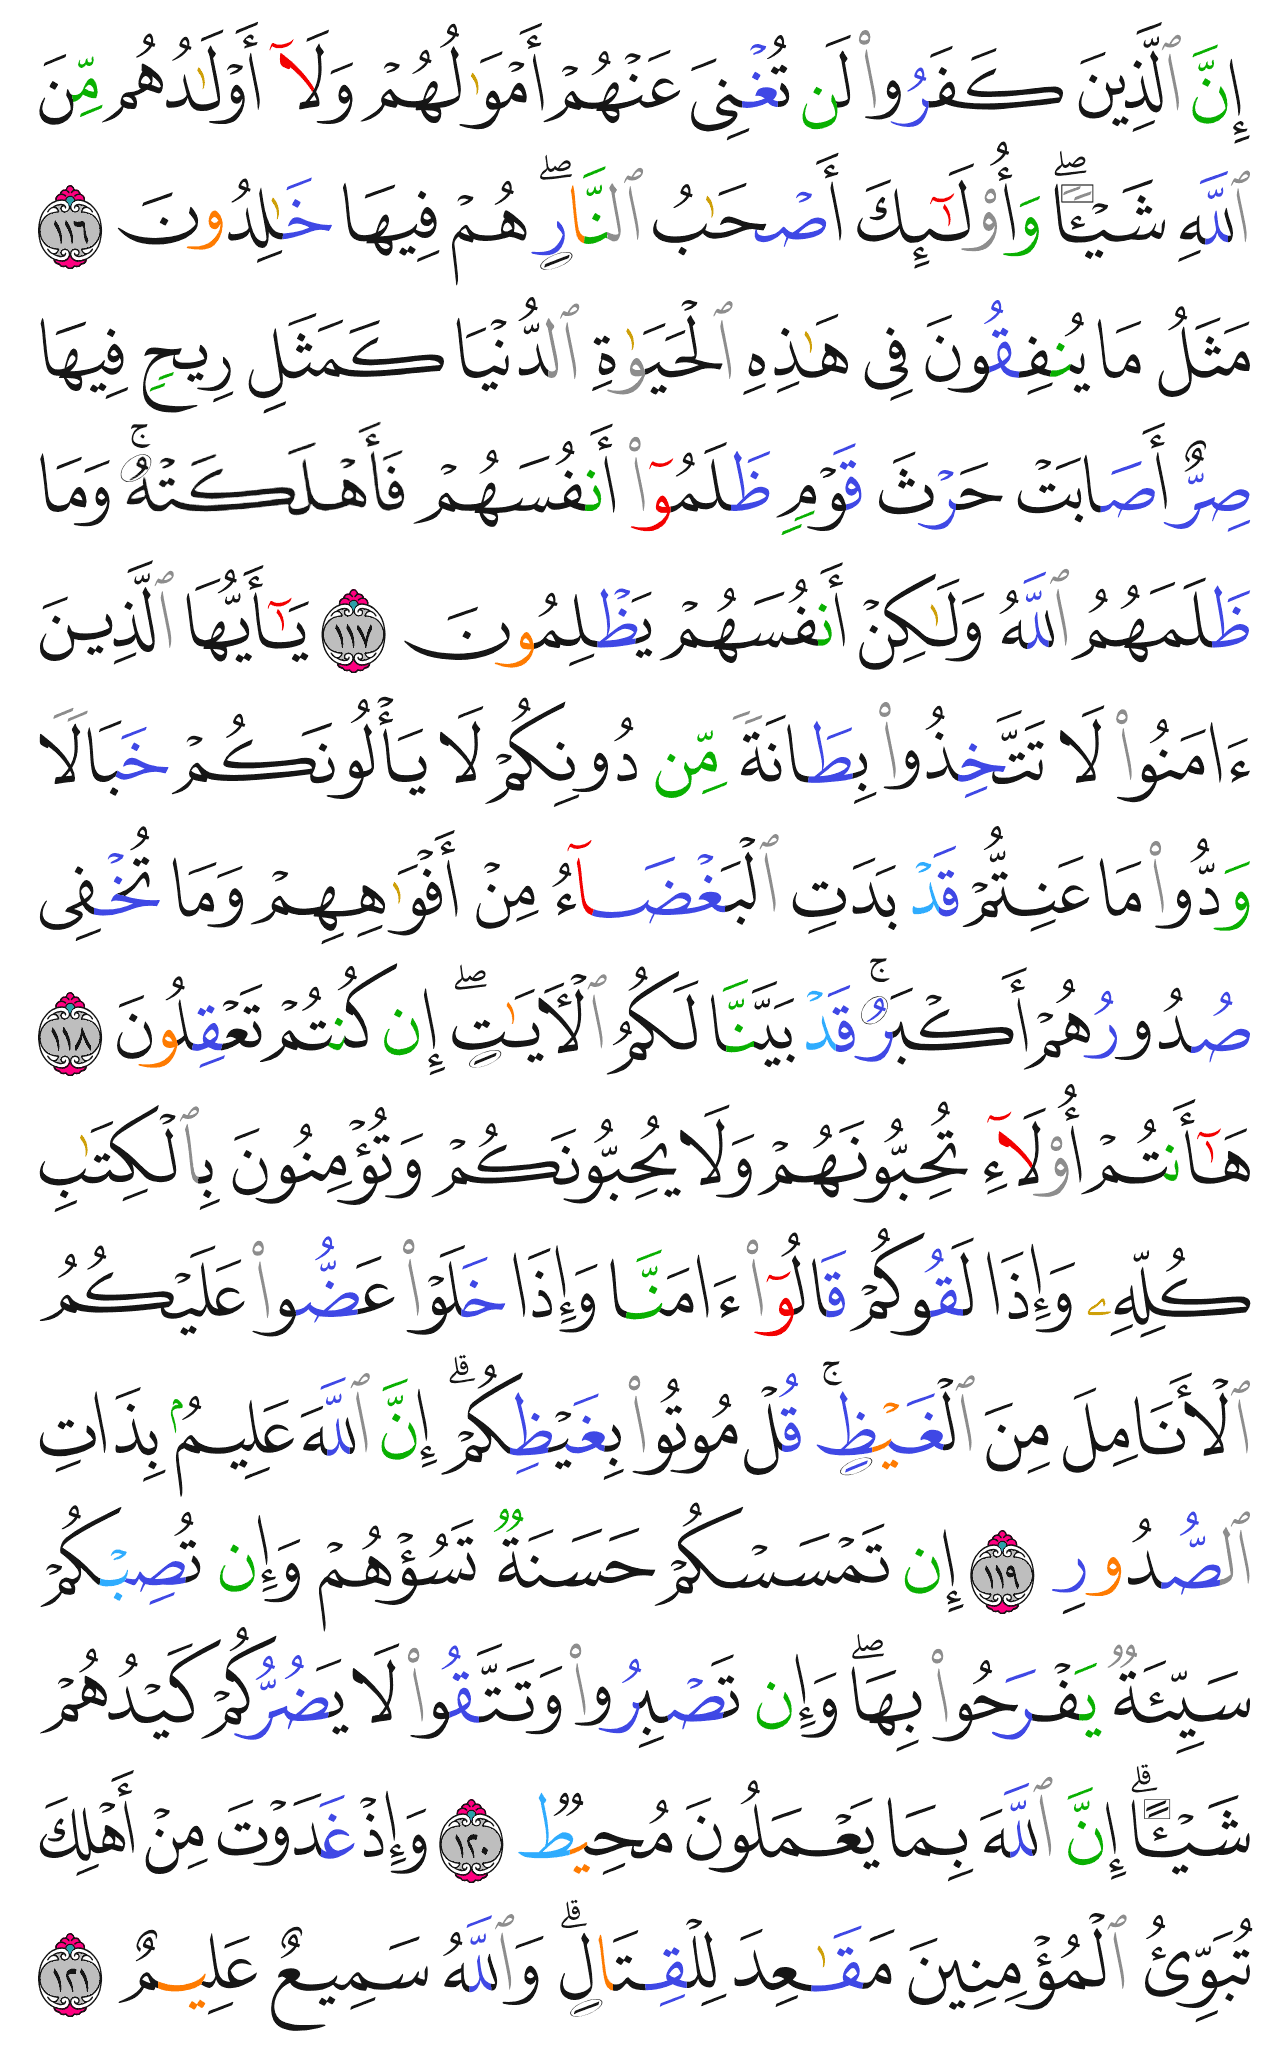 إِنَّ ٱلَّذِينَ كَفَرُوا۟ لَن تُغْنِىَ عَنْهُمْ أَمْوَٰلُهُمْ وَلَآ أَوْلَـٰدُهُم مِّنَ
ٱللَّهِ شَيْـًٔا ۖ وَأُو۟لَـٰٓئِكَ أَصْحَـٰبُ ٱلنَّارِ ۖ هُمْ فِيهَا خَـٰلِدُونَ ١١٦
مَثَلُ مَا يُنفِقُونَ فِى هَـٰذِهِ ٱلْحَيَوٰةِ ٱلدُّنْيَا كَمَثَلِ رِيحٍ فِيهَا
صِرٌّ أَصَابَتْ حَرْثَ قَوْمٍ ظَلَمُوٓا۟ أَنفُسَهُمْ فَأَهْلَكَتْهُ ۚ وَمَا
ظَلَمَهُمُ ٱللَّهُ وَلَـٰكِنْ أَنفُسَهُمْ يَظْلِمُونَ ١١٧ يَـٰٓأَيُّهَا ٱلَّذِينَ
ءَامَنُوا۟ لَا تَتَّخِذُوا۟ بِطَانَةً مِّن دُونِكُمْ لَا يَأْلُونَكُمْ خَبَالًا
وَدُّوا۟ مَا عَنِتُّمْ قَدْ بَدَتِ ٱلْبَغْضَآءُ مِنْ أَفْوَٰهِهِمْ وَمَا تُخْفِى
صُدُورُهُمْ أَكْبَرُ ۚ قَدْ بَيَّنَّا لَكُمُ ٱلْـَٔايَـٰتِ ۖ إِن كُنتُمْ تَعْقِلُونَ ١١٨
هَـٰٓأَنتُمْ أُو۟لَآءِ تُحِبُّونَهُمْ وَلَا يُحِبُّونَكُمْ وَتُؤْمِنُونَ بِٱلْكِتَـٰبِ
كُلِّهِۦ وَإِذَا لَقُوكُمْ قَالُوٓا۟ ءَامَنَّا وَإِذَا خَلَوْا۟ عَضُّوا۟ عَلَيْكُمُ
ٱلْأَنَامِلَ مِنَ ٱلْغَيْظِ ۚ قُلْ مُوتُوا۟ بِغَيْظِكُمْ ۗ إِنَّ ٱللَّهَ عَلِيمٌۢ بِذَاتِ
ٱلصُّدُورِ ١١٩ إِن تَمْسَسْكُمْ حَسَنَةٌ تَسُؤْهُمْ وَإِن تُصِبْكُمْ
سَيِّئَةٌ يَفْرَحُوا۟ بِهَا ۖ وَإِن تَصْبِرُوا۟ وَتَتَّقُوا۟ لَا يَضُرُّكُمْ كَيْدُهُمْ
شَيْـًٔا ۗ إِنَّ ٱللَّهَ بِمَا يَعْمَلُونَ مُحِيطٌ ١٢٠ وَإِذْ غَدَوْتَ مِنْ أَهْلِكَ
تُبَوِّئُ ٱلْمُؤْمِنِينَ مَقَـٰعِدَ لِلْقِتَالِ ۗ وَٱللَّهُ سَمِيعٌ عَلِيمٌ ١٢١